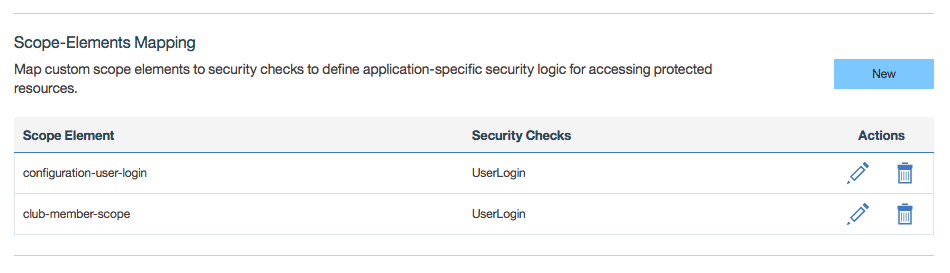 Scope-Elements Mapping
Map custom scope elements to security checks to define application-specific security logic for accessing protected
resources.
New
Scope Element Security Checks Actions
configuration-user-login UserLogin
club-member-scope UserLogin